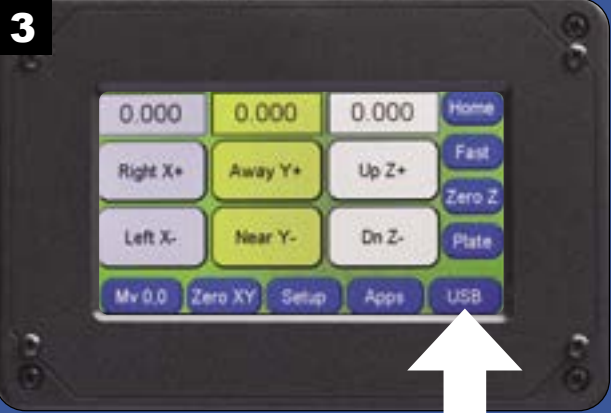 3
0.000 0.000 0.000 Home
Right X+ Away Y+ Up Z+ Fast
Zero Z
Left X- Near Y- Dn Z- Plate
Mv 0,0 Zero XY Setup Apps USB